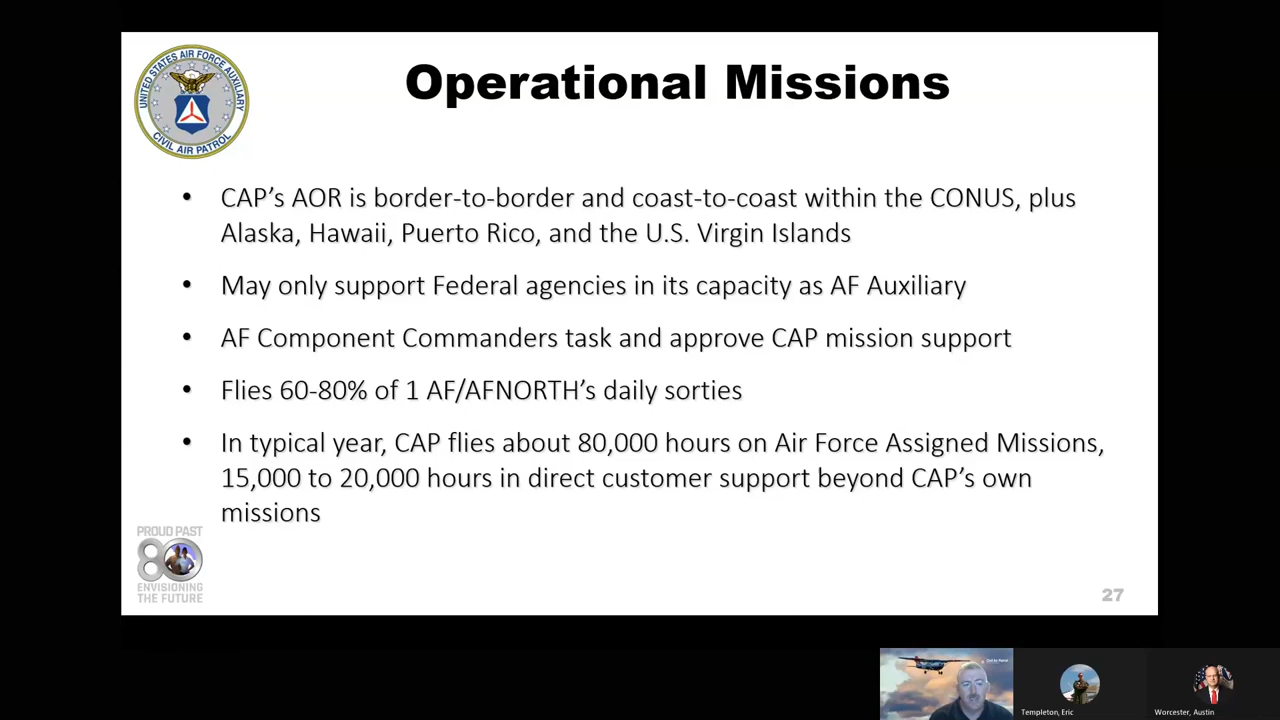 UNITED STATES AIR FORCE AUXILIARY
CIVIL AIR PATROL
Operational Missions
• CAP’s AOR is border-to-border and coast-to-coast within the CONUS, plus
Alaska, Hawaii, Puerto Rico, and the U.S. Virgin Islands
• May only support Federal agencies in its capacity as AF Auxiliary
• AF Component Commanders task and approve CAP mission support
• Flies 60-80% of 1 AF/AFNORTH’s daily sorties
• In typical year, CAP flies about 80,000 hours on Air Force Assigned Missions,
15,000 to 20,000 hours in direct customer support beyond CAP’s own
missions
PROUD PAST
80
ENVISIONING
THE FUTURE
27
Templeton, Eric
Worcester, Austin